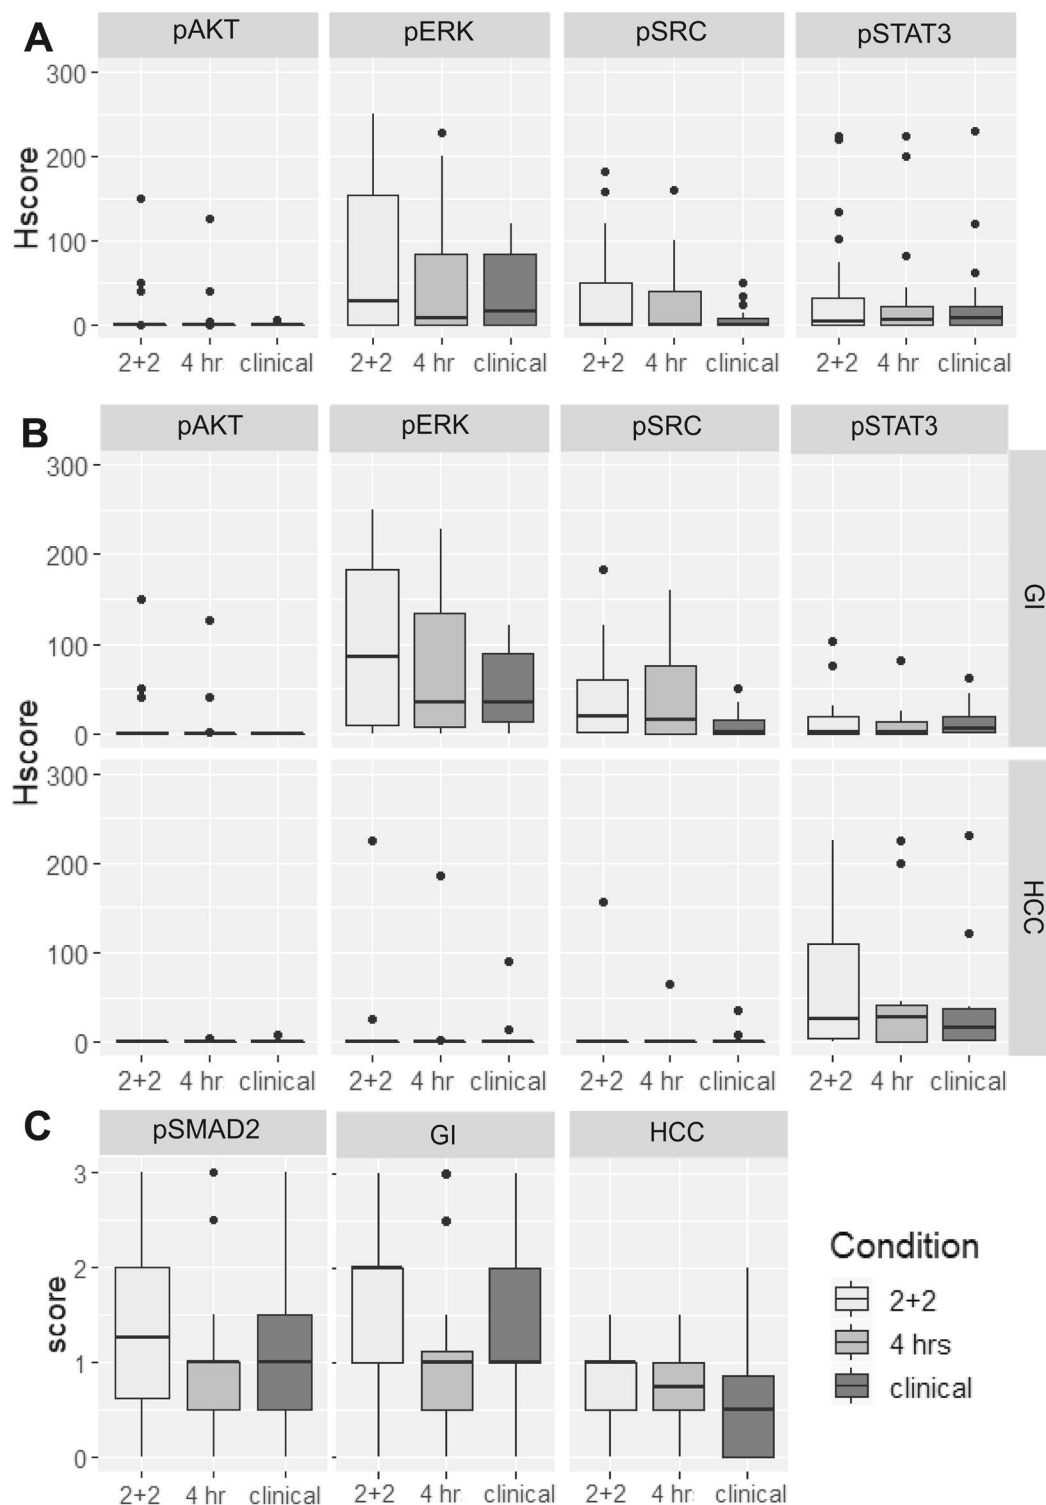 A
pAKT pERK pSRC pSTAT3
Hscore
300
200
100
0
2+2 4 hr clinical 2+2 4 hr clinical 2+2 4 hr clinical 2+2 4 hr clinical
B
pAKT pERK pSRC pSTAT3
Hscore
300
200
100
0
GI
300
200
100
0
HCC
2+2 4 hr clinical 2+2 4 hr clinical 2+2 4 hr clinical 2+2 4 hr clinical
C
pSMAD2 GI HCC
score
3
2
1
0
2+2 4 hr clinical 2+2 4 hr clinical 2+2 4 hr clinical
Condition
2+2
4 hrs
clinical